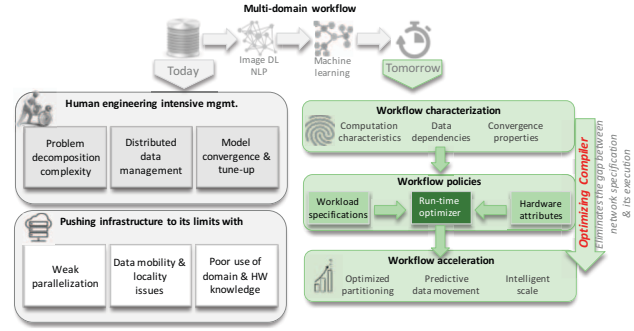 Multi-domain workflow
Image DL
NLP
Machine
learning
Today
Tomorrow
Human engineering intensive mgmt.
Problem
decomposition
complexity
Distributed
data
management
Model
convergence &
tune-up
Pushing infrastructure to its limits with
Weak
parallelization
Data mobility &
locality
issues
Poor use of
domain & HW
knowledge
Workflow characterization
Computation
characteristics
Data
dependencies
Convergence
properties
Workflow policies
Workload
specifications
Run-time
optimizer
Hardware
attributes
Workflow acceleration
Optimized
partitioning
Predictive
data movement
Intelligent
scale
Optimizing Compiler
Eliminates the gap between
network specification
& its execution